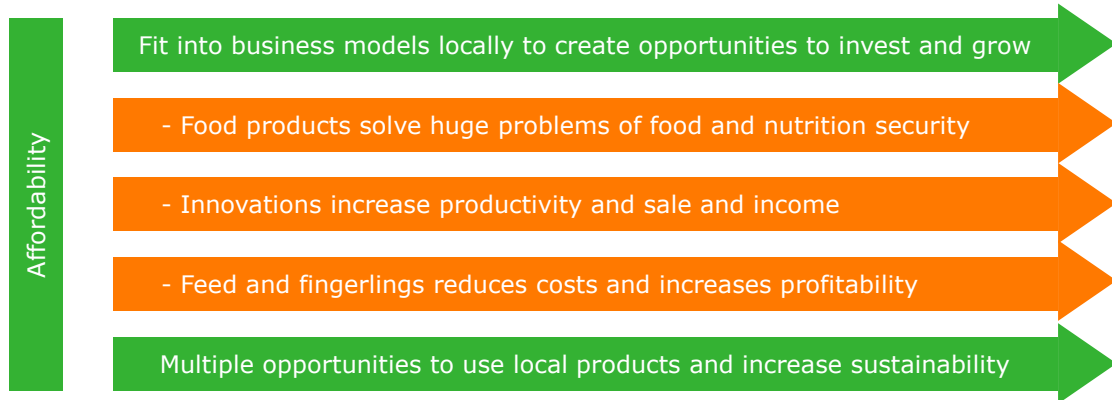 Affordability
Fit into business models locally to create opportunities to invest and grow
- Food products solve huge problems of food and nutrition security
- Innovations increase productivity and sale and income
- Feed and fingerlings reduces costs and increases profitability
Multiple opportunities to use local products and increase sustainability